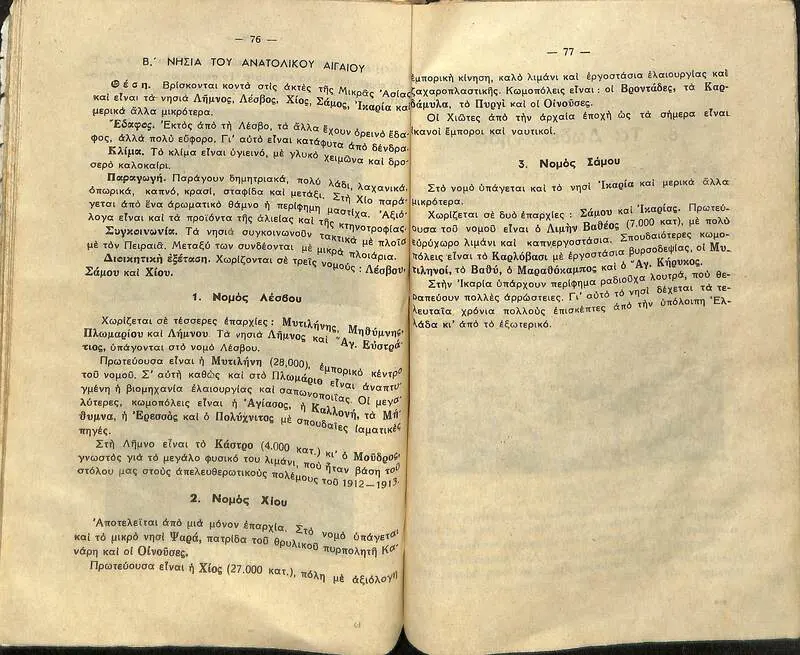 — 76 —
Β.΄ ΝΗΣΙΑ ΤΟΥ ΑΝΑΤΟΛΙΚΟΥ ΑΙΓΑΙΟΥ
Θέση. Βρίσκονται κοντὰ στὶς ἀκτὲς τῆς Μικρᾶς Ἀσίας
καὶ εἶναι τὰ νησιὰ Λῆμνος, Λέσβος, Χίος, Σάμος, Ἰκαρία καὶ
μερικὰ ἄλλα μικρότερα.
Ἔδαφος. Ἐκτὸς ἀπὸ τὴ Λέσβο, τὰ ἄλλα ἔχουν ὀρεινὸ ἔδα-
φος, ἀλλὰ πολὺ εὔφορο. Γι' αὐτὸ εἶναι κατάφυτα ἀπὸ δένδρα.
Κλίμα. Τὸ κλίμα εἶναι ὑγιεινό, μὲ γλυκὸ χειμῶνα καὶ δρο-
σερὸ καλοκαίρι.
Παραγωγή. Παράγουν δημητριακά, πολὺ λάδι, λαχανικά,
ὀπωρικά, καπνό, κρασί, σταφίδα καὶ μετάξι. Στὴ Χίο παρά-
γεται ἀπὸ ἕνα ἀρωματικὸ θάμνο ἡ περίφημη μαστίχα. Ἀξιό-
λογα εἶναι καὶ τὰ προϊόντα τῆς ἁλιείας καὶ τῆς κτηνοτροφίας.
Συγκοινωνία. Τὰ νησιὰ συγκοινωνοῦν τακτικὰ μὲ πλοῖα
μὲ τὸν Πειραιᾶ. Μεταξύ των συνδέονται μὲ μικρὰ πλοιάρια.
Διοικητικὴ ἐξέταση. Χωρίζονται σὲ τρεῖς νομούς : Λέσβου,
Σάμου καὶ Χίου.
1. Νομὸς Λέσβου
Χωρίζεται σὲ τέσσερες ἐπαρχίες : Μυτιλήνης, Μηθύμνης,
Πλωμαρίου καὶ Λήμνου. Τὰ νησιὰ Λῆμνος καὶ Ἅγ. Εὐστρά-
τιος, ὑπάγονται στὸ νομὸ Λέσβου.
Πρωτεύουσα εἶναι ἡ Μυτιλήνη (28,000), ἐμπορικὸ κέντρο
τοῦ νομοῦ. Σ' αὐτὴ καθὼς καὶ στὸ Πλωμάριο εἶναι ἀναπτυ-
γμένη ἡ βιομηχανία ἐλαιουργίας καὶ σαπωνοποιΐας. Οἱ μεγα-
λύτερες, κωμοπόλεις εἶναι ἡ Ἁγίασος, ἡ Καλλονή, τὰ Μή-
θυμνα, ἡ Ἐρεσσὸς καὶ ὁ Πολύχνιτος μὲ σπουδαῖες ἰαματικὲς
πηγές.
Στὴ Λῆμνο εἶναι τὸ Κάστρο (4.000 κατ.) κι' ὁ Μοῦδρος,
γνωστὸς γιὰ τὸ μεγάλο φυσικό του λιμάνι, ποὺ ἦταν βάση τοῦ
στόλου μας στοὺς ἀπελευθερωτικοὺς πολέμους τοῦ 1912—1913.
2. Νομὸς Χίου
Ἀποτελεῖται ἀπὸ μιὰ μόνον ἐπαρχία. Στὸ νομὸ ὑπάγεται
καὶ τὸ μικρὸ νησὶ Ψαρά, πατρίδα τοῦ θρυλικοῦ πυρπολητῆ Κα-
νάρη καὶ οἱ Οἰνοῦσες.
Πρωτεύουσα εἶναι ἡ Χίος (27.000 κατ.), πόλη μὲ ἀξιόλογη
— 77 —
ἐμπορικὴ κίνηση, καλὸ λιμάνι καὶ ἐργοστάσια ἐλαιουργίας καὶ
ζαχαροπλαστικῆς. Κωμοπόλεις εἶναι : οἱ Βροντάδες, τὰ Καρ-
δάμυλα, τὸ Πυργὶ καὶ οἱ Οἰνοῦσες.
Οἱ Χιῶτες ἀπὸ τὴν ἀρχαία ἐποχὴ ὡς τὰ σήμερα εἶναι
ἱκανοὶ ἔμποροι καὶ ναυτικοί.
3. Νομὸς Σάμου
Στὸ νομὸ ὑπάγεται καὶ τὸ νησὶ Ἰκαρία καὶ μερικὰ ἄλλα
μικρότερα.
Χωρίζεται σὲ δυὸ ἐπαρχίες : Σάμου καὶ Ἰκαρίας. Πρωτεύ-
ουσα τοῦ νομοῦ εἶναι ὁ Λιμὴν Βαθέος (7.000 κατ), μὲ πολὺ
εὐρύχωρο λιμάνι καὶ καπνεργοστάσια. Σπουδαιότερες κωμο-
πόλεις εἶναι τὸ Καρλόβασι μὲ ἐργοστάσια βυρσοδεψίας, οἱ Μυ-
τιληνοί, τὸ Βαθύ, ὁ Μαραθόκαμπος καὶ ὁ Ἅγ. Κήρυκος.
Στὴν Ἰκαρία ὑπάρχουν περίφημα ραδιοῦχα λουτρά, ποὺ θε-
ραπεύουν πολλὲς ἀρρώστειες. Γι' αὐτὸ τὸ νησὶ δέχεται τὰ τε-
λευταῖα χρόνια πολλοὺς ἐπισκέπτες ἀπὸ τὴν ὑπόλοιπη Ἑλ-
λάδα κι' ἀπὸ τὸ ἐξωτερικό.